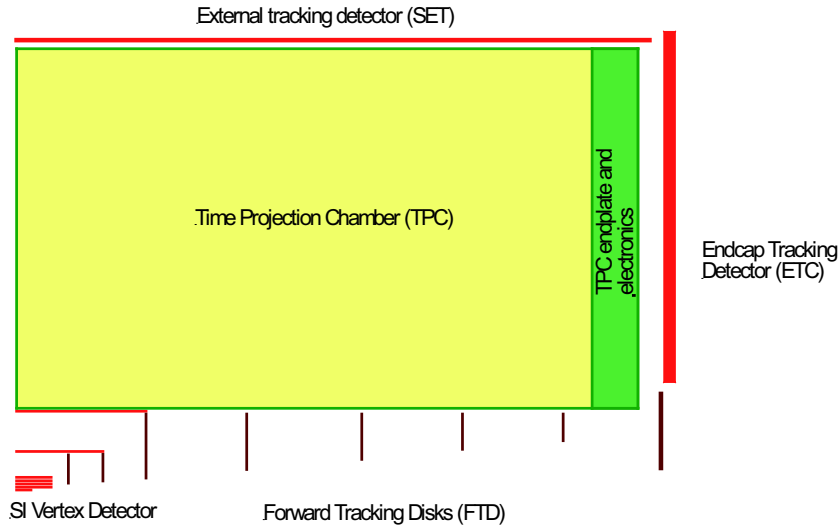 External tracking detector (SET)
Time Projection Chamber (TPC)
TPC endplate and
electronics
Endcap Tracking
Detector (ETC)
SI Vertex Detector
Forward Tracking Disks (FTD)